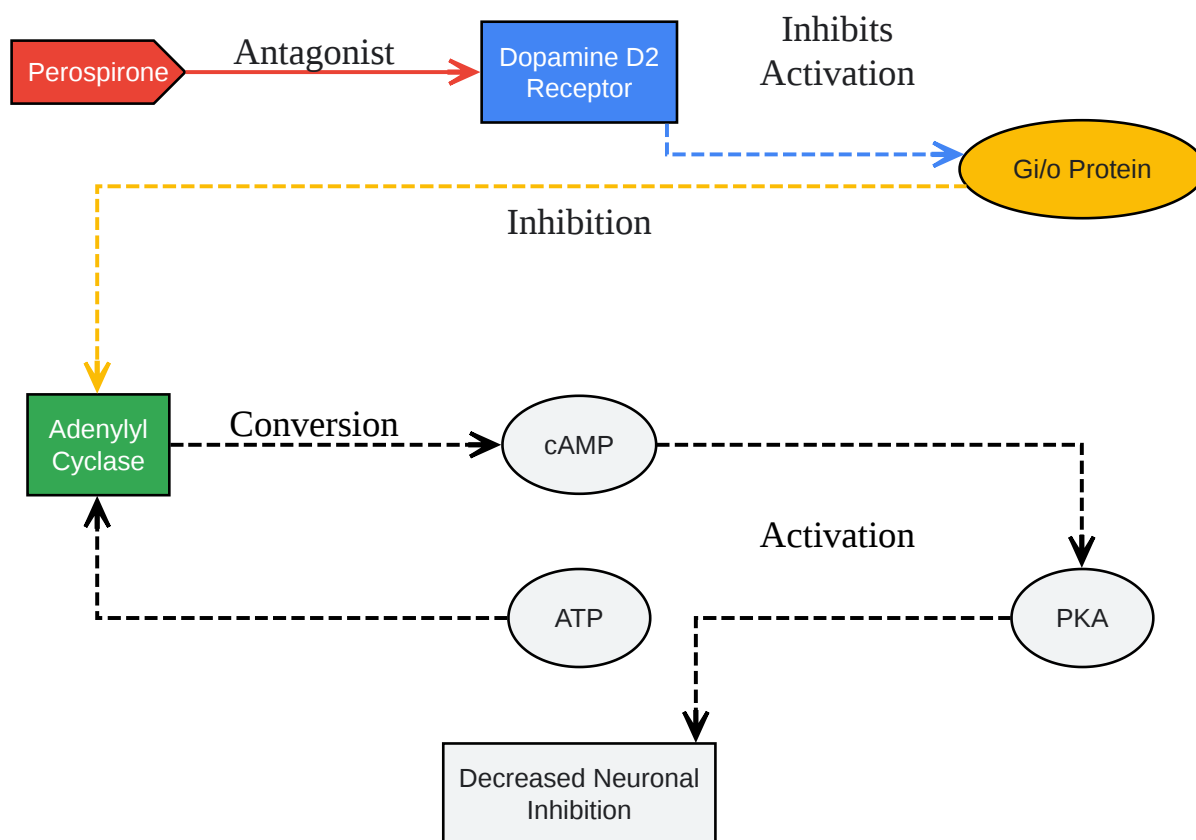 Perospirone
Antagonist
Dopamine D2
Receptor
Inhibits
Activation
Gi/o Protein
Inhibition
Adenylyl
Cyclase
Conversion
cAMP
Activation
ATP
PKA
Decreased Neuronal
Inhibition